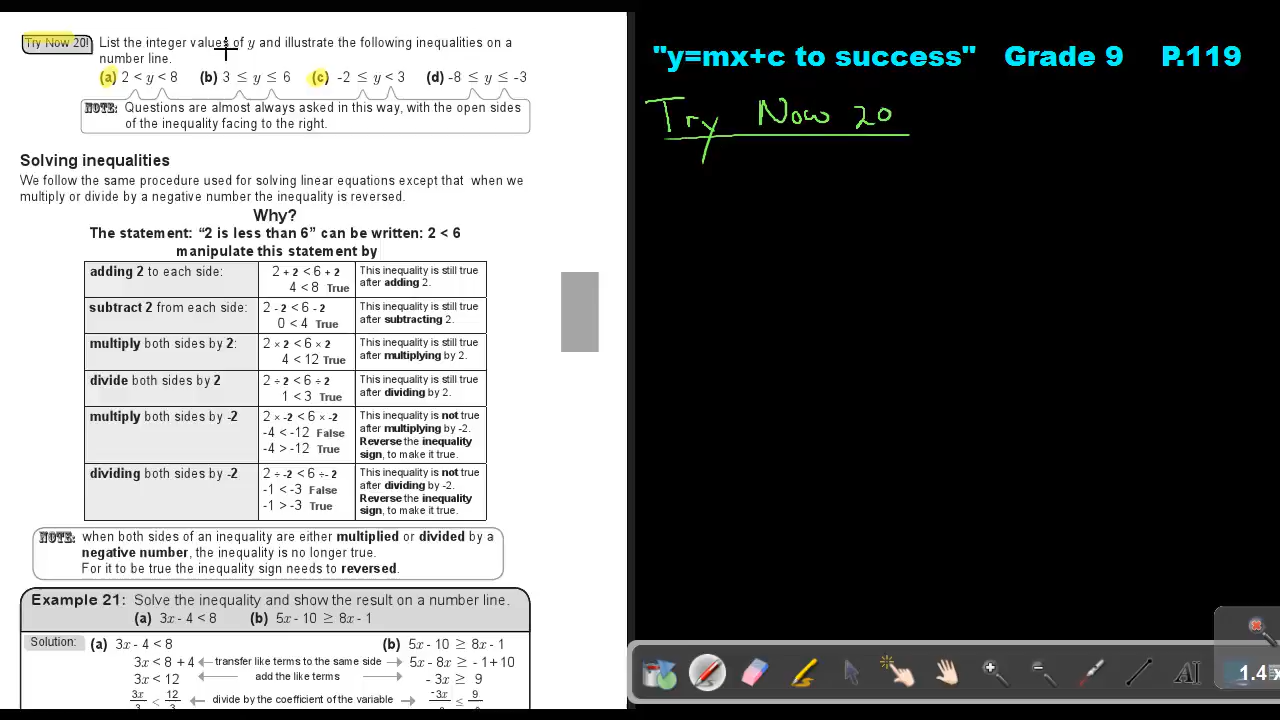 Try Now 20! List the integer values of y and illustrate the following inequalities on a
number line.
(a) 2 < y < 8 (b) 3 ≤ y ≤ 6 (c) -2 ≤ y < 3 (d) -8 ≤ y ≤ -3
NOTE: Questions are almost always asked in this way, with the open sides
of the inequality facing to the right.
Solving inequalities
We follow the same procedure used for solving linear equations except that when we
multiply or divide by a negative number the inequality is reversed.
Why?
The statement: “2 is less than 6” can be written: 2 < 6
manipulate this statement by
adding 2 to each side: 2 + 2 < 6 + 2 This inequality is still true
4 < 8 True after adding 2.
subtract 2 from each side: 2 - 2 < 6 - 2 This inequality is still true
0 < 4 True after subtracting 2.
multiply both sides by 2: 2 × 2 < 6 × 2 This inequality is still true
4 < 12 True after multiplying by 2.
divide both sides by 2 2 ÷ 2 < 6 ÷ 2 This inequality is still true
1 < 3 True after dividing by 2.
multiply both sides by -2 2 × -2 < 6 × -2 This inequality is not true
-4 < -12 False after multiplying by -2.
-4 > -12 True Reverse the inequality
sign, to make it true.
dividing both sides by -2 2 ÷ -2 < 6 ÷ -2 This inequality is not true
-1 < -3 False after dividing by -2.
-1 > -3 True Reverse the inequality
sign, to make it true.
NOTE: when both sides of an inequality are either multiplied or divided by a
negative number, the inequality is no longer true.
For it to be true the inequality sign needs to reversed.
Example 21: Solve the inequality and show the result on a number line.
(a) 3x - 4 < 8 (b) 5x - 10 ≥ 8x - 1
Solution: (a) 3x - 4 < 8 (b) 5x - 10 ≥ 8x - 1
3x < 8 + 4 transfer like terms to the same side 5x - 8x ≥ - 1 + 10
3x < 12 add the like terms - 3x ≥ 9
3x/3 < 12/3 divide by the coefficient of the variable -3x ≤ 9
"y=mx+c to success" Grade 9 P.119
Try Now 20
AI
1.4 x